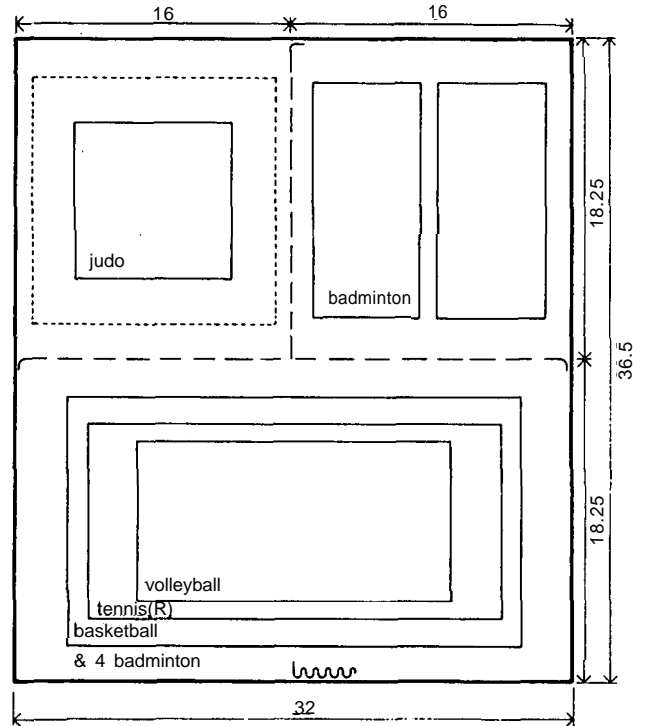 16
16
judo
badminton
18.25
36.5
18.25
volleyball
tennis(R)
basketball
& 4 badminton
32